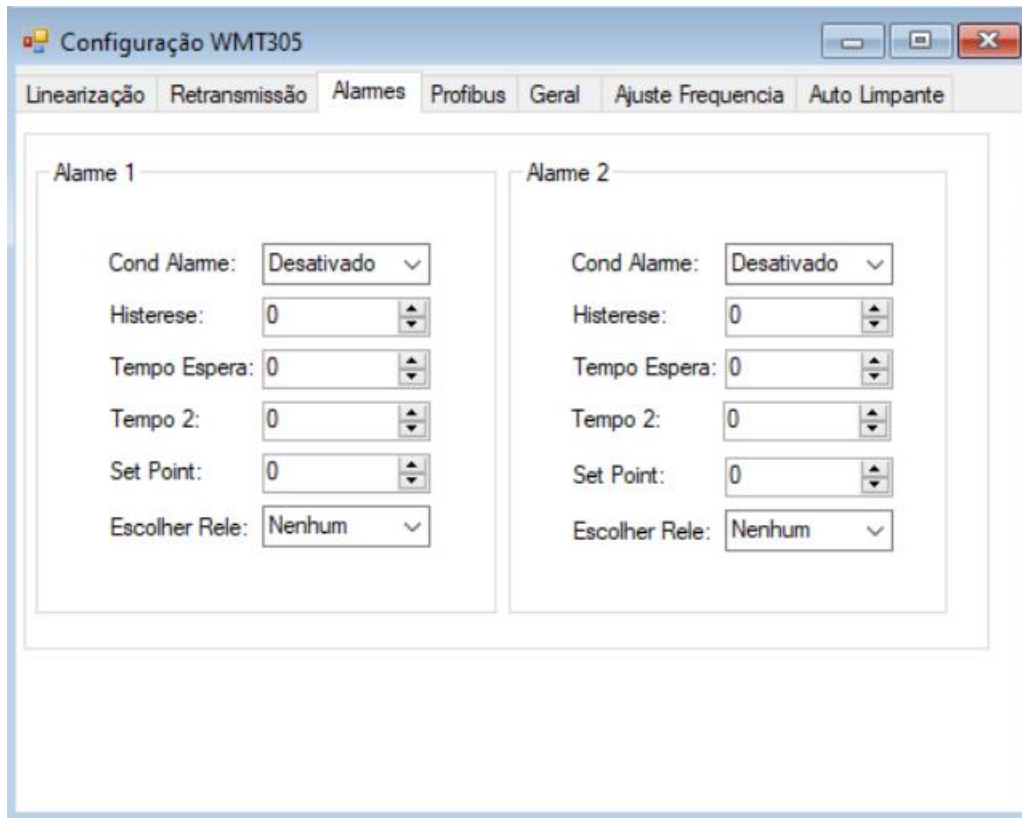 Configuração WMT305
Linearização Retransmissão Alarmes Profibus Geral Ajuste Frequencia Auto Limpante
Alarme 1
Cond Alarme: Desativado
Histerese: 0
Tempo Espera: 0
Tempo 2: 0
Set Point: 0
Escolher Rele: Nenhum
Alarme 2
Cond Alarme: Desativado
Histerese: 0
Tempo Espera: 0
Tempo 2: 0
Set Point: 0
Escolher Rele: Nenhum